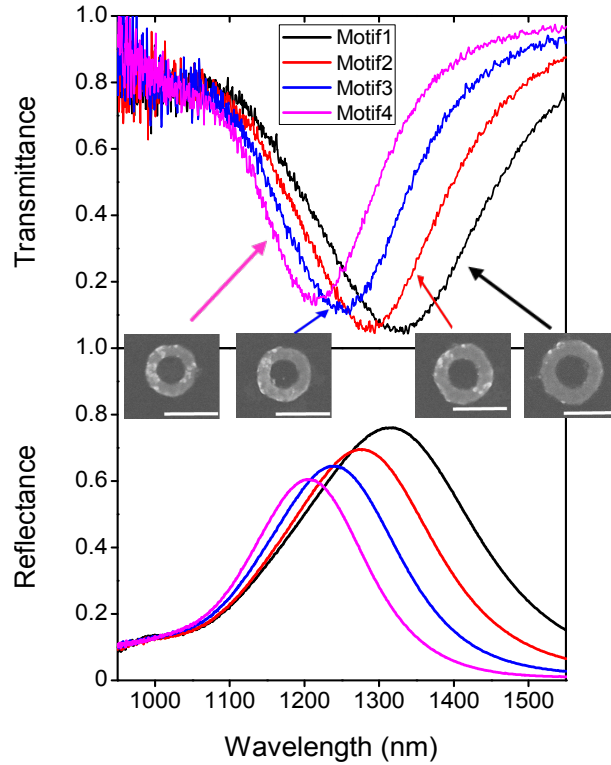 1.0
0.8
0.6
0.4
0.2
Transmittance
Motif1
Motif2
Motif3
Motif4
1.0
0.8
0.6
0.4
0.2
0
Reflectance
1000 1100 1200 1300 1400 1500
Wavelength (nm)